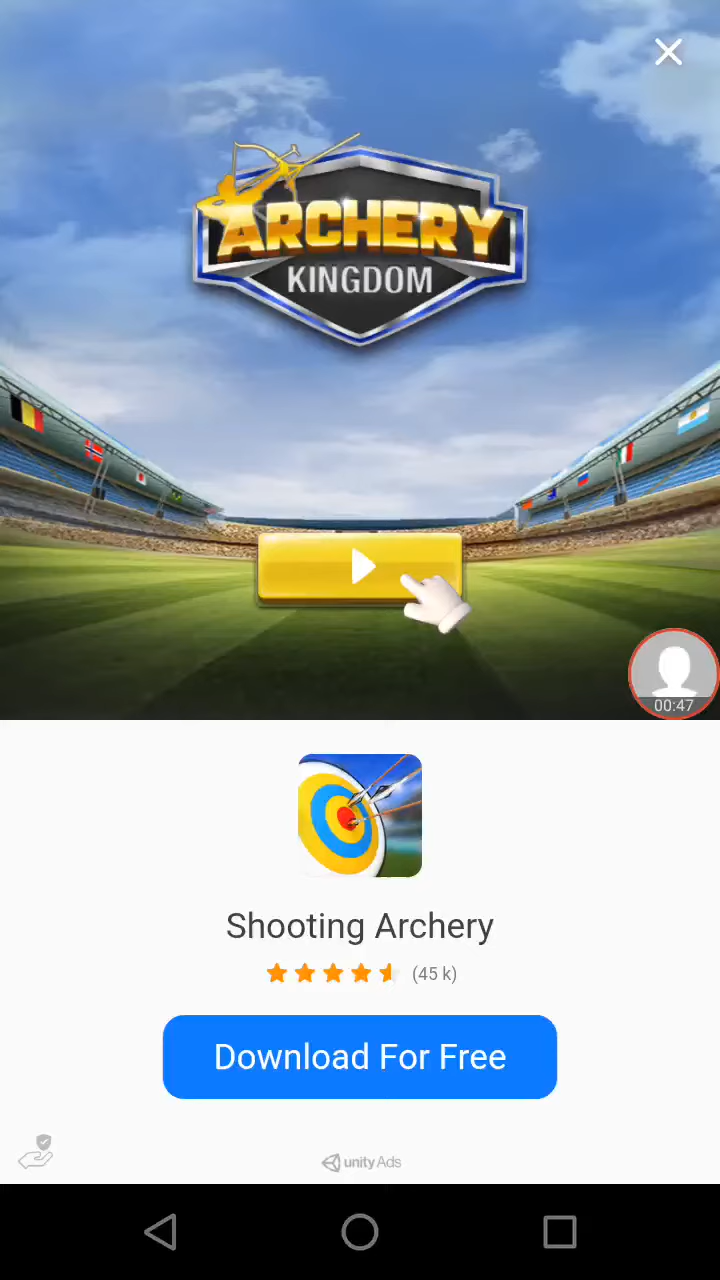 ARCHERY
KINGDOM
00:47
Shooting Archery
(45 k)
Download For Free
unity Ads